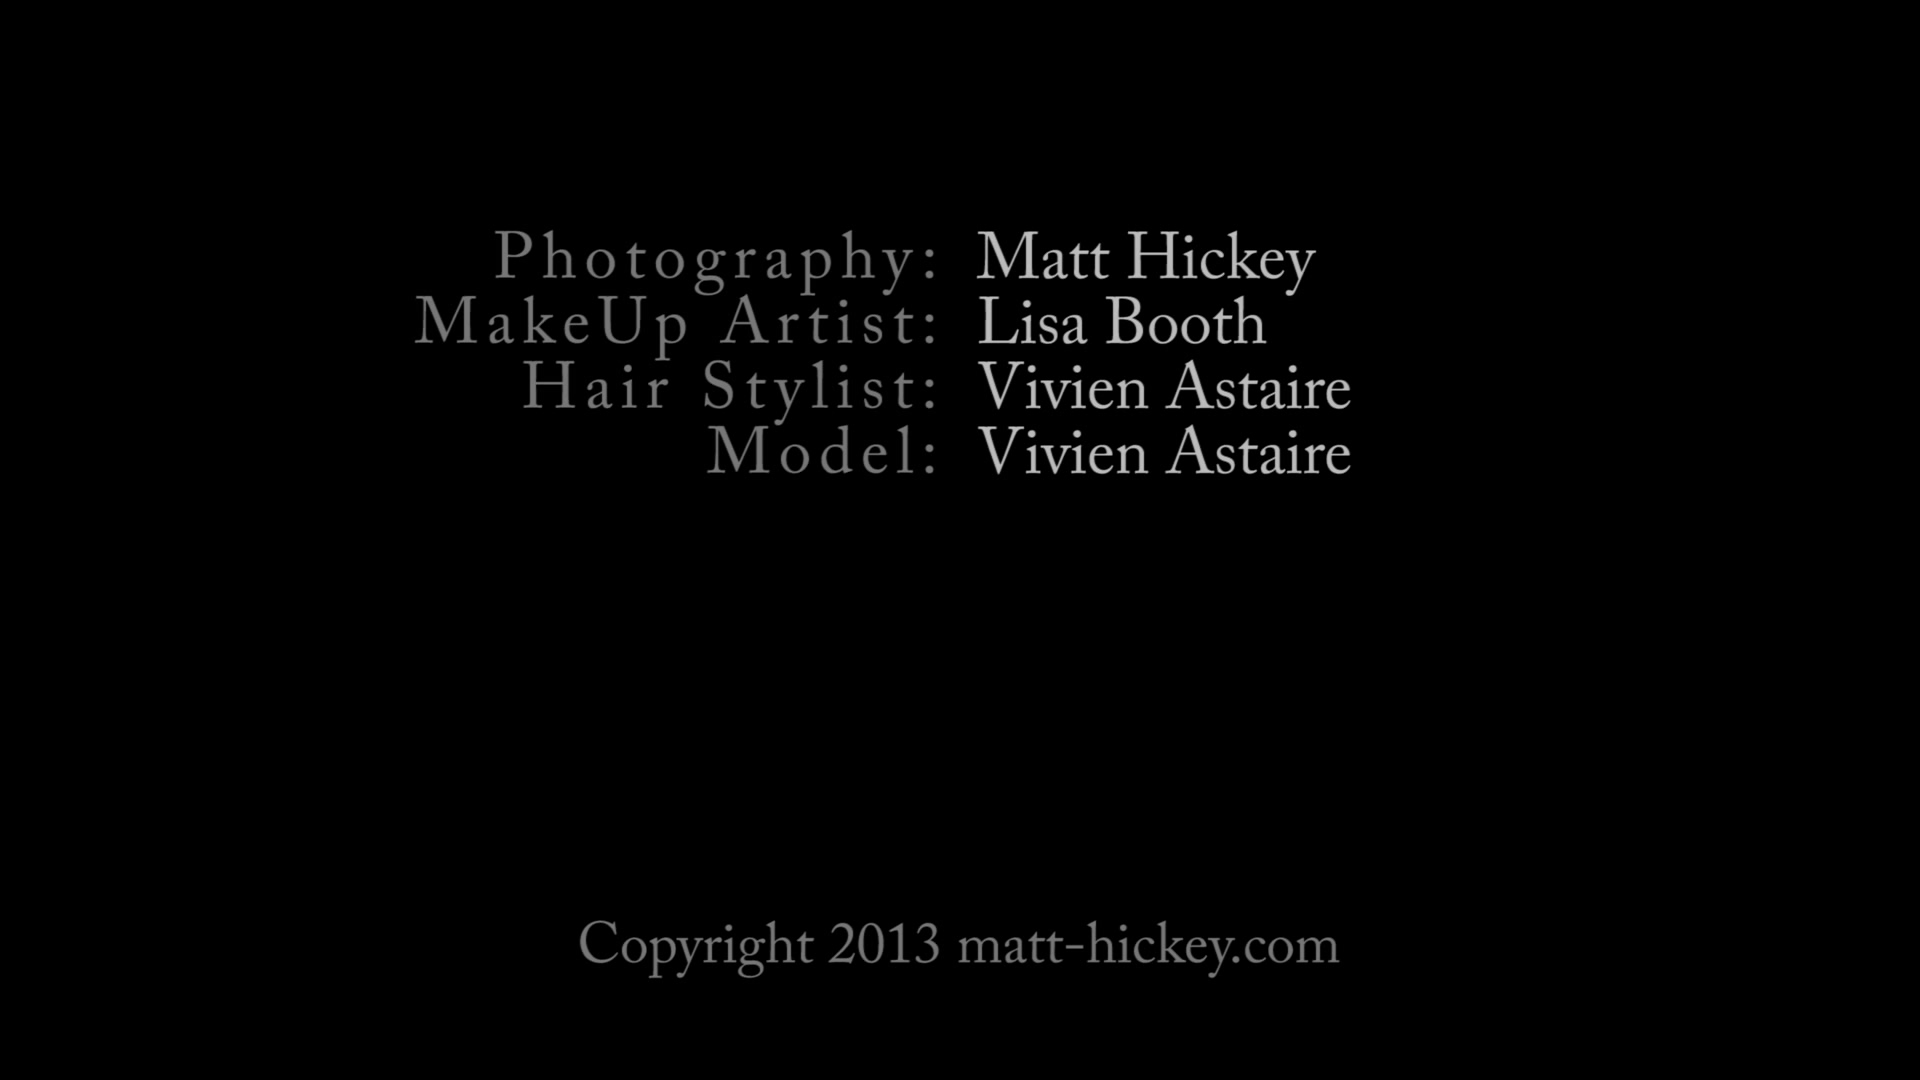 Photography: Matt Hickey
MakeUp Artist: Lisa Booth
Hair Stylist: Vivien Astaire
Model: Vivien Astaire
Copyright 2013 matt-hickey.com